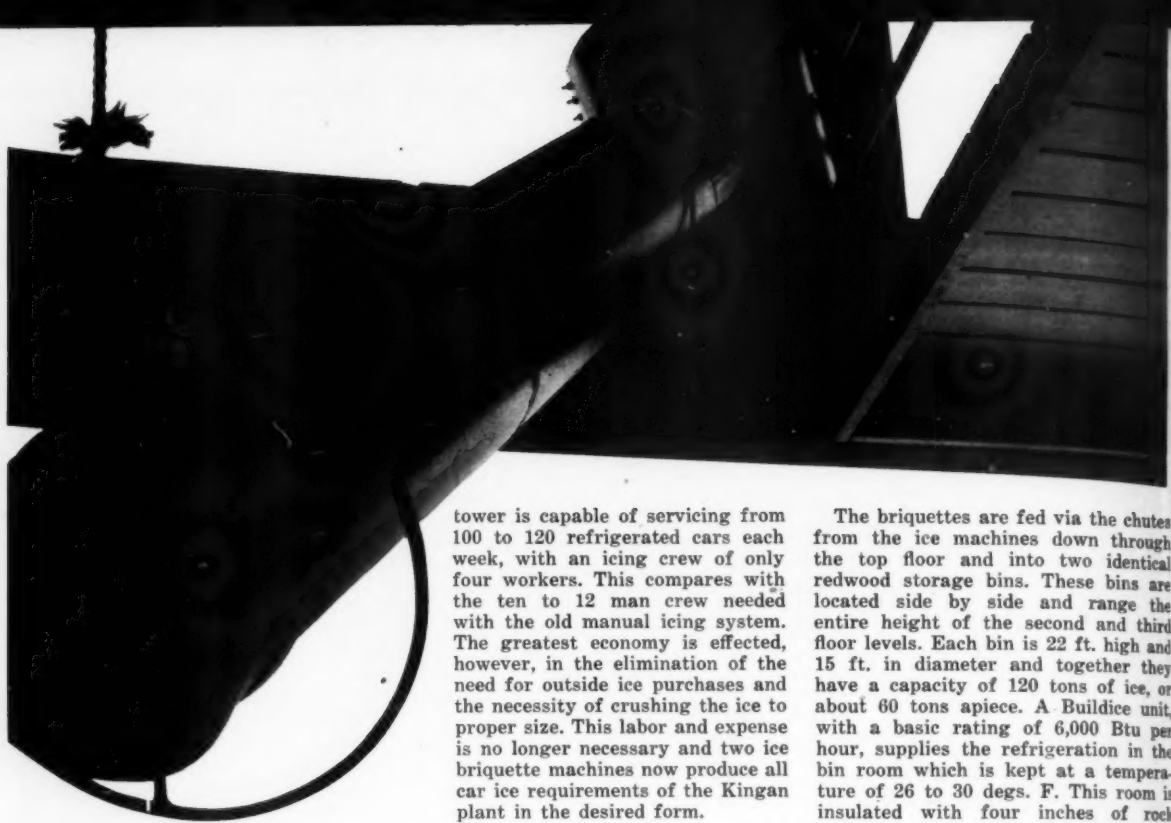 tower is capable of servicing from
100 to 120 refrigerated cars each
week, with an icing crew of only
four workers. This compares with
the ten to 12 man crew needed
with the old manual icing system.
The greatest economy is effected,
however, in the elimination of the
need for outside ice purchases and
the necessity of crushing the ice to
proper size. This labor and expense
is no longer necessary and two ice
briquette machines now produce all
car ice requirements of the Kingan
plant in the desired form.
The briquettes are fed via the chutes
from the ice machines down through
the top floor and into two identical
redwood storage bins. These bins are
located side by side and range the
entire height of the second and third
floor levels. Each bin is 22 ft. high and
15 ft. in diameter and together they
have a capacity of 120 tons of ice, or
about 60 tons apiece. A Buildice unit,
with a basic rating of 6,000 Btu per
hour, supplies the refrigeration in the
bin room which is kept at a tempera-
ture of 26 to 30 degs. F. This room is
insulated with four inches of rock